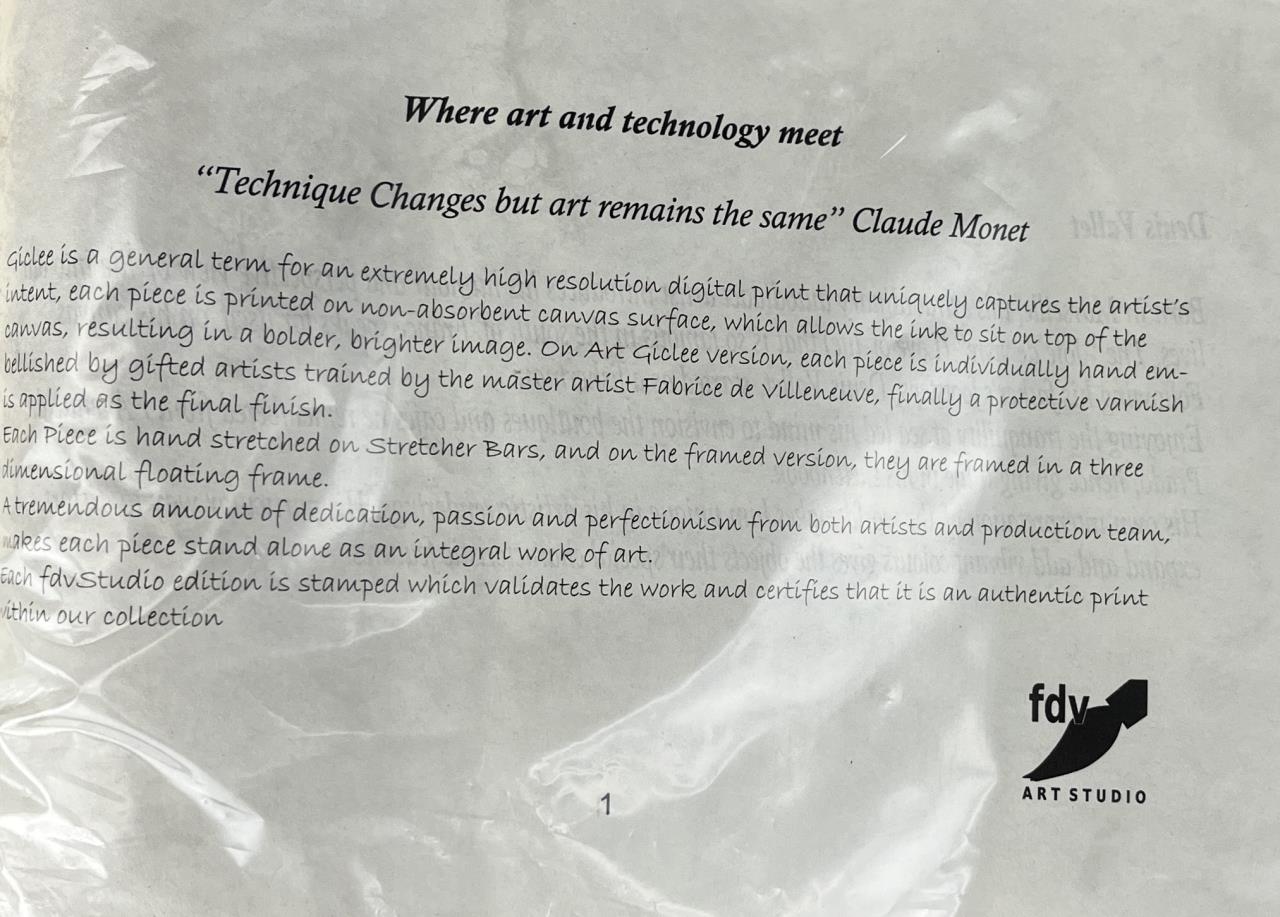 Where art and technology meet
“Technique Changes but art remains the same” Claude Monet
Giclee is a general term for an extremely high resolution digital print that uniquely captures the artist's
intent, each piece is printed on non-absorbent canvas surface, which allows the ink to sit on top of the
canvas, resulting in a bolder, brighter image. On Art Giclee version, each piece is individually hand em-
bellished by gifted artists trained by the master artist Fabrice de Villeneuve, finally a protective varnish
is applied as the final finish.
Each Piece is hand stretched on Stretcher Bars, and on the framed version, they are framed in a three
dimensional floating frame.
A tremendous amount of dedication, passion and perfectionism from both artists and production team,
makes each piece stand alone as an integral work of art.
Each fdvStudio edition is stamped which validates the work and certifies that it is an authentic print
within our collection
fdv
ART STUDIO
1